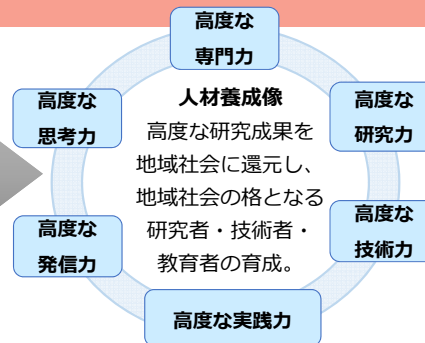 高度な
専門力
高度な
思考力
高度な
研究力
人材養成像
高度な研究成果を
地域社会に還元し、
地域社会の格となる
研究者・技術者・
教育者の育成。
高度な
発信力
高度な
技術力
高度な実践力